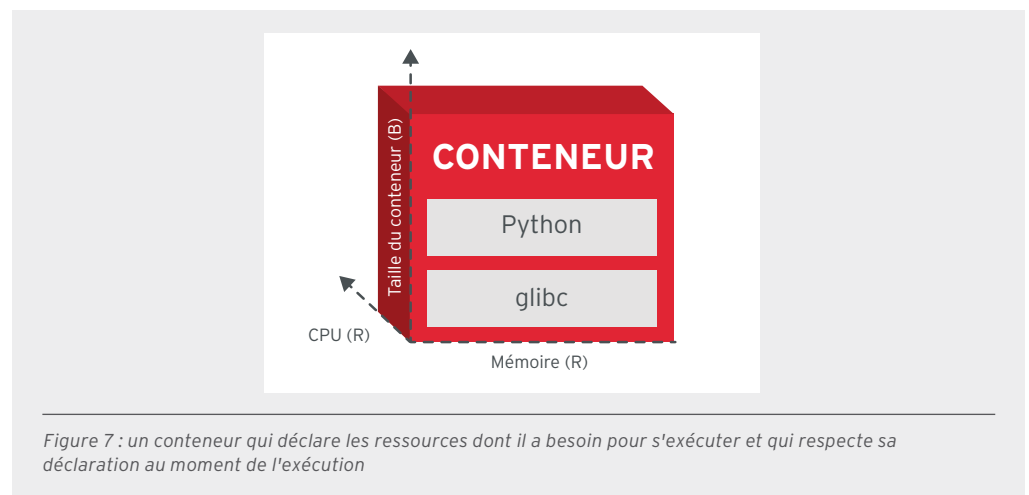 CONTENEUR
Taille du conteneur (B)
Python
glibc
CPU (R)
Mémoire (R)
Figure 7 : un conteneur qui déclare les ressources dont il a besoin pour s'exécuter et qui respecte sa
déclaration au moment de l'exécution